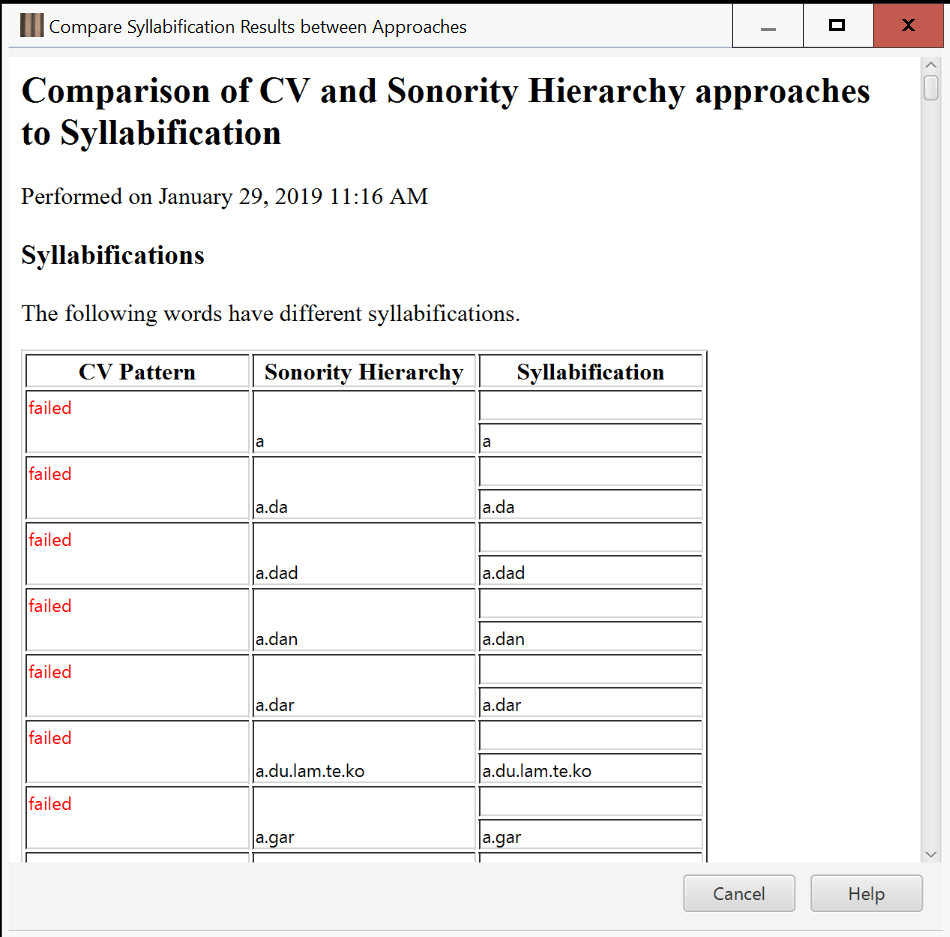 Compare Syllabification Results between Approaches
Comparison of CV and Sonority Hierarchy approaches
to Syllabification
Performed on January 29, 2019 11:16 AM
Syllabifications
The following words have different syllabifications.
CV Pattern Sonority Hierarchy Syllabification
failed
a a
failed
a.da a.da
failed
a.dad a.dad
failed
a.dan a.dan
failed
a.dar a.dar
failed
a.du.lam.te.ko a.du.lam.te.ko
failed
a.gar a.gar
Cancel Help